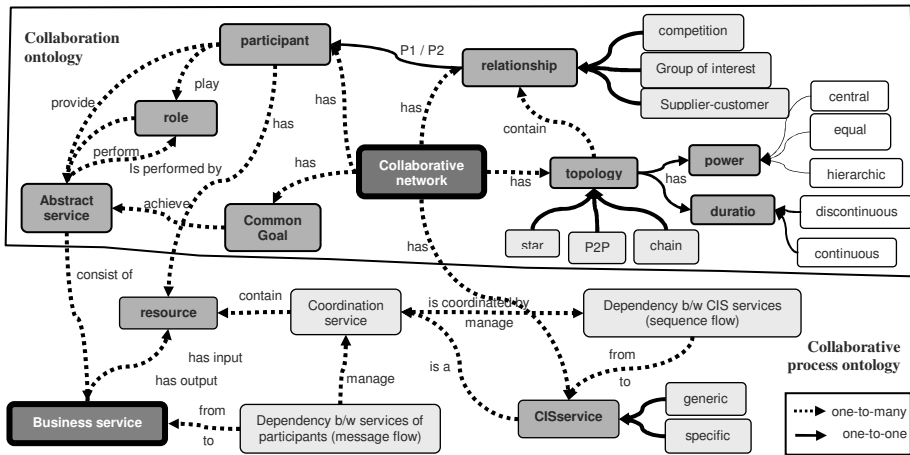 Collaboration
ontology
participant
P1 / P2
relationship
competition
Group of interest
Supplier-customer
provide
play
role
has
has
has
contain
central
equal
hierarchic
perform
Is performed by
has
Collaborative
network
has
topology
has
power
Abstract
service
achieve
Common
Goal
has
star
P2P
chain
duratio
discontinuous
continuous
consist of
resource
contain
Coordination
service
is coordinated by
manage
Dependency b/w CIS services
(sequence flow)
has input
has output
manage
is a
from
to
Collaborative
process ontology
Business service
from
to
Dependency b/w services of
participants (message flow)
CISservice
generic
specific
one-to-many
one-to-one